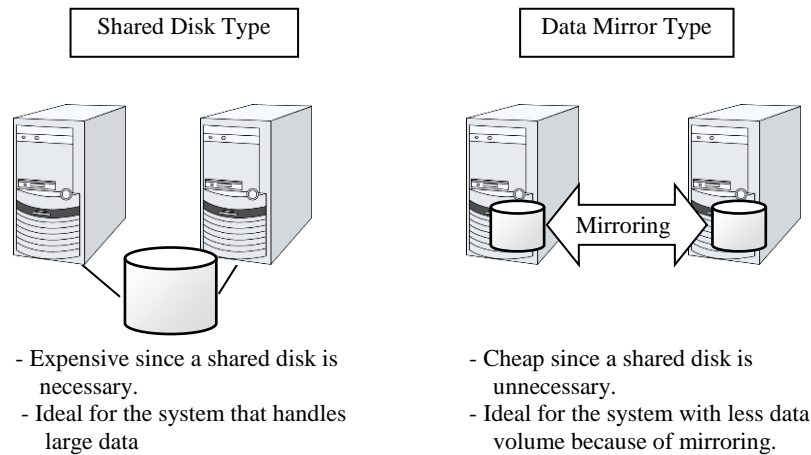 Shared Disk Type
- Expensive since a shared disk is
necessary.
- Ideal for the system that handles
large data
Data Mirror Type
Mirroring
- Cheap since a shared disk is
unnecessary.
- Ideal for the system with less data
volume because of mirroring.